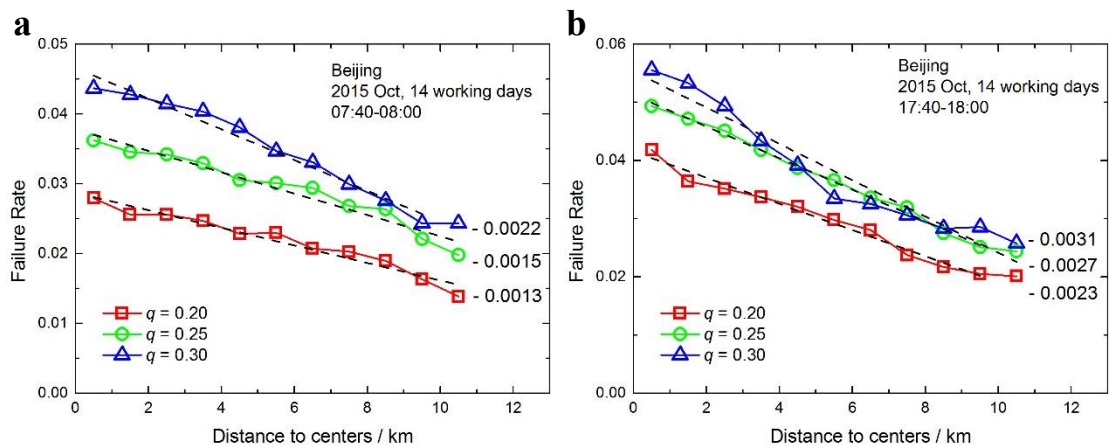 a
0.05
0.04
0.03
0.02
0.01
0.00
Failure Rate
Beijing
2015 Oct, 14 working days
07:40-08:00
- 0.0022
- 0.0015
- 0.0013
q = 0.20
q = 0.25
q = 0.30
0 2 4 6 8 10 12
Distance to centers / km
b
0.06
0.04
0.02
0.00
Failure Rate
Beijing
2015 Oct, 14 working days
17:40-18:00
- 0.0031
- 0.0027
- 0.0023
q = 0.20
q = 0.25
q = 0.30
0 2 4 6 8 10 12
Distance to centers / km